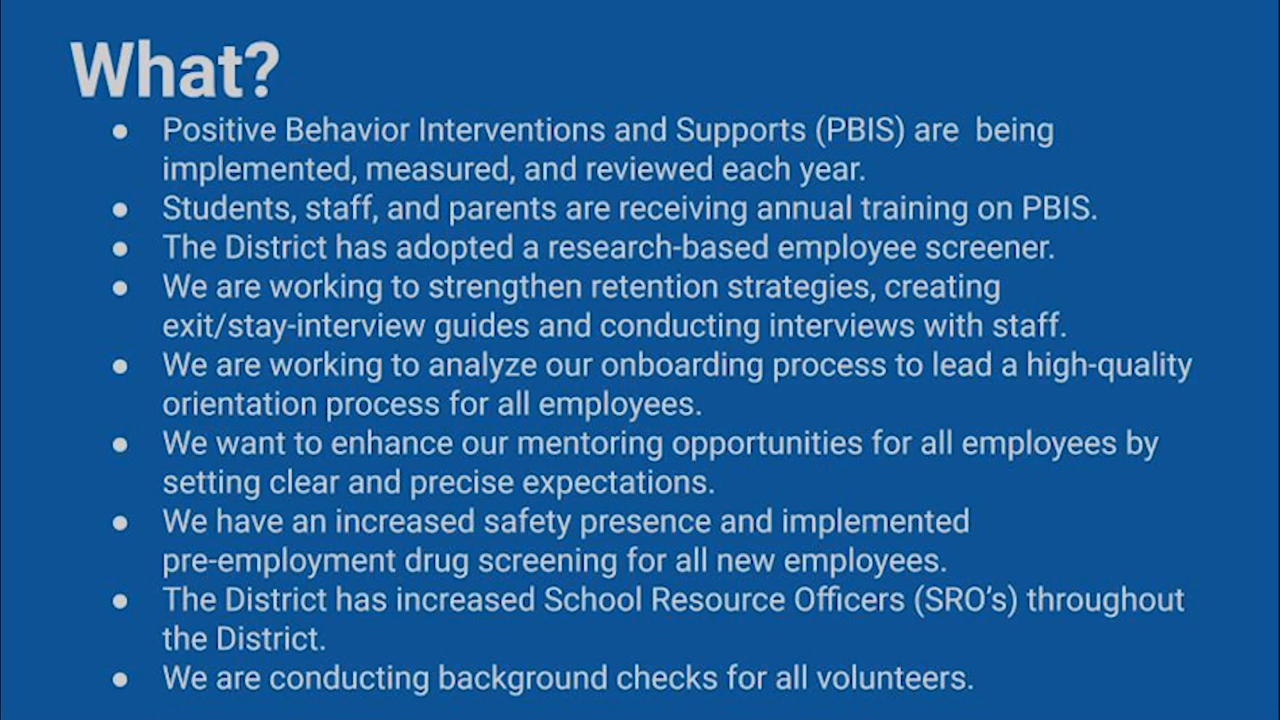 What?
● Positive Behavior Interventions and Supports (PBIS) are  being
implemented, measured, and reviewed each year.
● Students, staff, and parents are receiving annual training on PBIS.
● The District has adopted a research-based employee screener.
● We are working to strengthen retention strategies, creating
exit/stay-interview guides and conducting interviews with staff.
● We are working to analyze our onboarding process to lead a high-quality
orientation process for all employees.
● We want to enhance our mentoring opportunities for all employees by
setting clear and precise expectations.
● We have an increased safety presence and implemented
pre-employment drug screening for all new employees.
● The District has increased School Resource Officers (SRO’s) throughout
the District.
● We are conducting background checks for all volunteers.